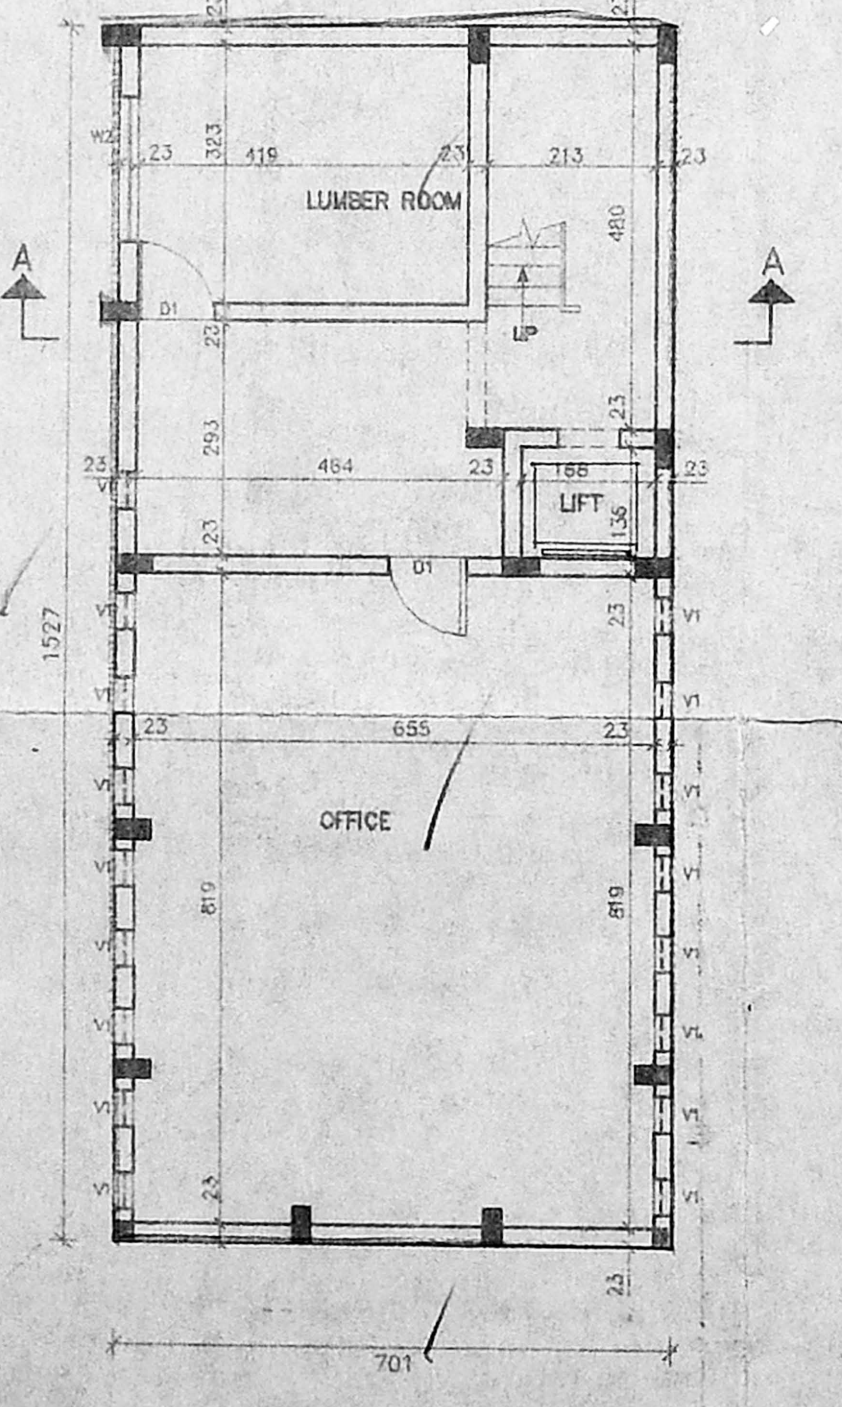 23 23
W2
23 419 23 213 23
323
LUMBER ROOM
480
A A
D1
23
UP
23
293
23 464 23 168 23
V1
LIFT
136
23
D1
23
V1 V1
1527
V1 V1
23 655 23
V1 V1
OFFICE
V1 V1
819 819
V1 V1
V1 V1
V1 V1
V1 V1
23
23
701